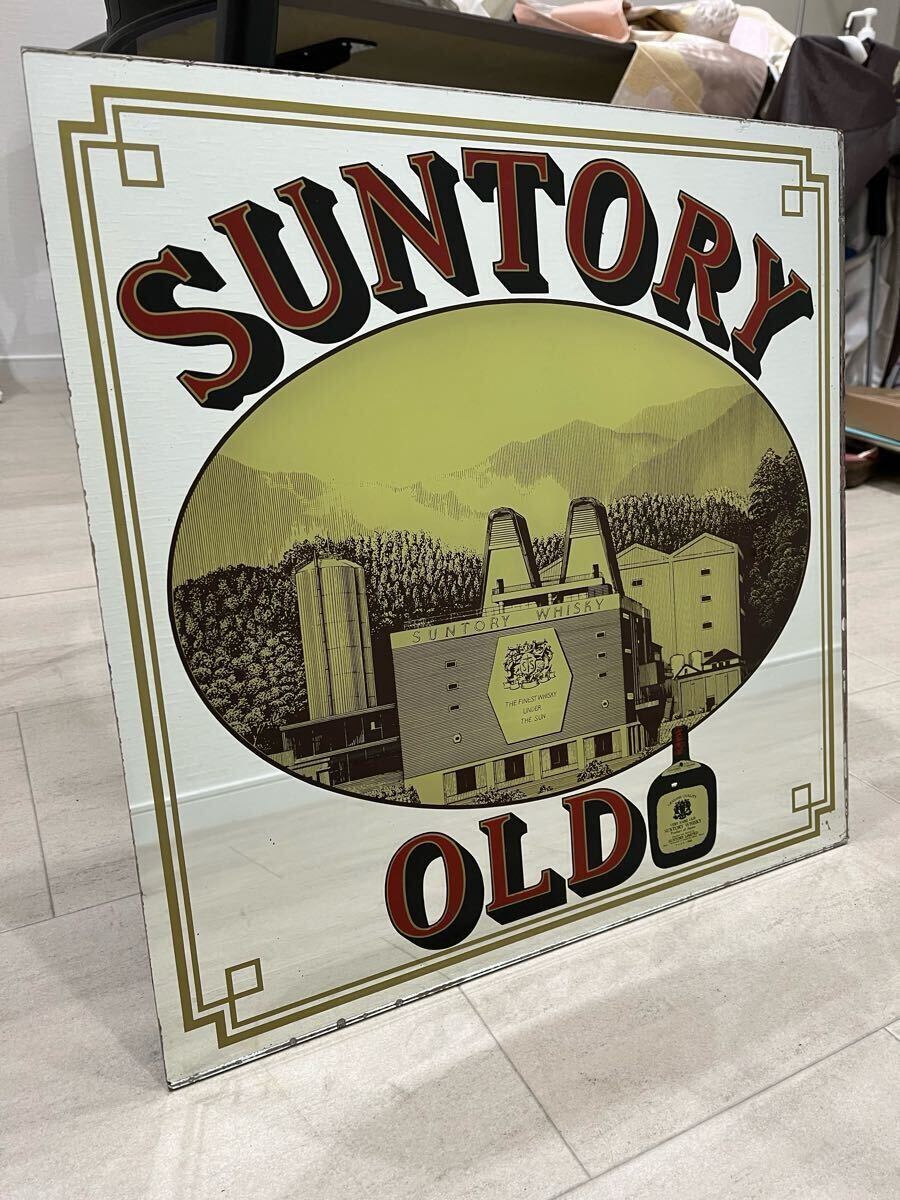 SUNTORY
SUNTORY WHISKY
THE FINEST WHISKY
UNDER
THE SUN
OLD
SUNTORY WHISKY